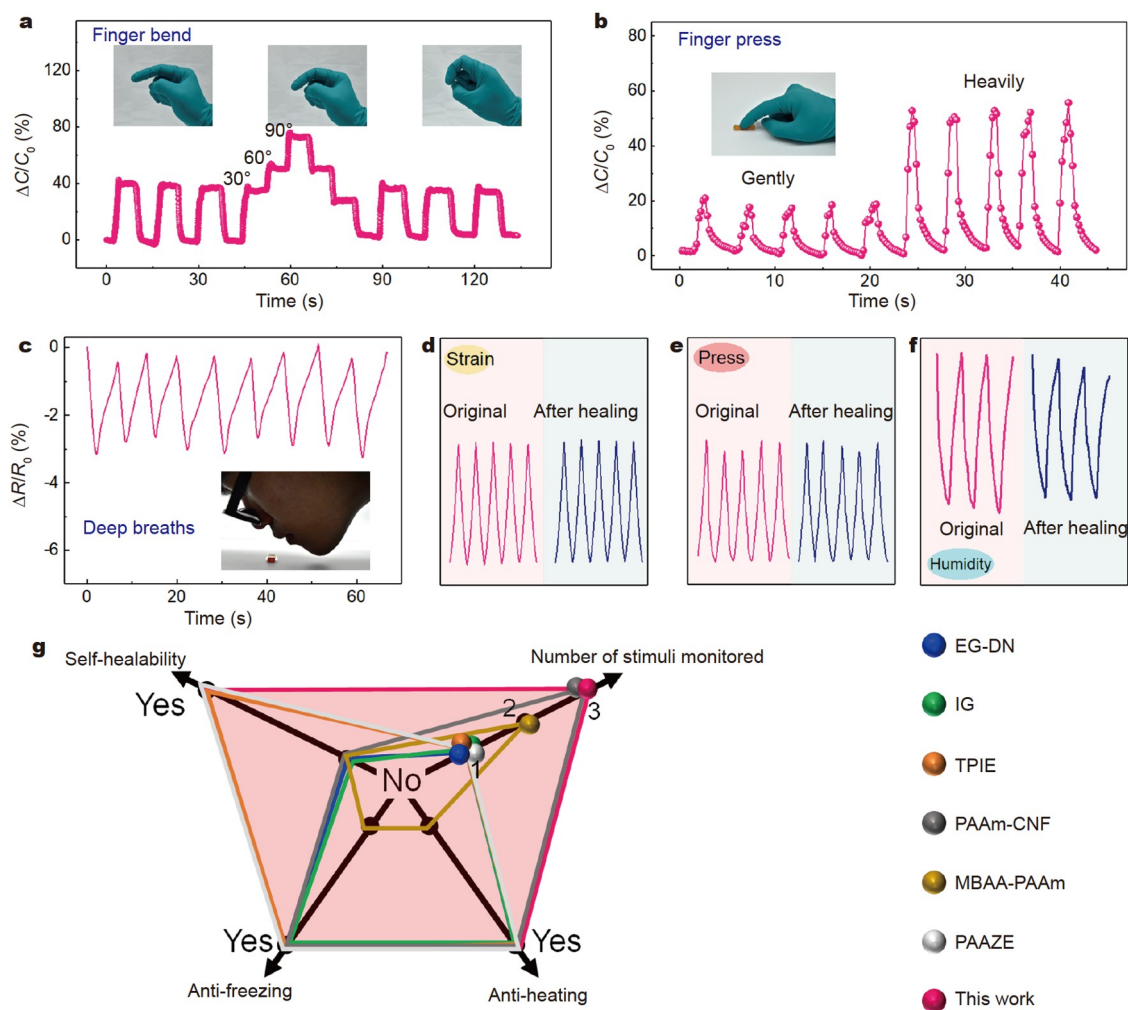 a
Finger bend
ΔC/C0 (%)
120
80
40
0
90°
60°
30°
0 30 60 90 120
Time (s)
b
Finger press
ΔC/C0 (%)
80
60
40
20
0
Gently
Heavily
0 10 20 30 40
Time (s)
c
ΔR/R0 (%)
0
-2
-4
-6
Deep breaths
0 20 40 60
Time (s)
d
Strain
Original After healing
e
Press
Original After healing
f
Original After healing
Humidity
g
Self-healability
Number of stimuli monitored
Yes
3
2
1
No
Yes
Yes
Anti-freezing
Anti-heating
EG-DN
IG
TPIE
PAAm-CNF
MBAA-PAAm
PAAZE
This work